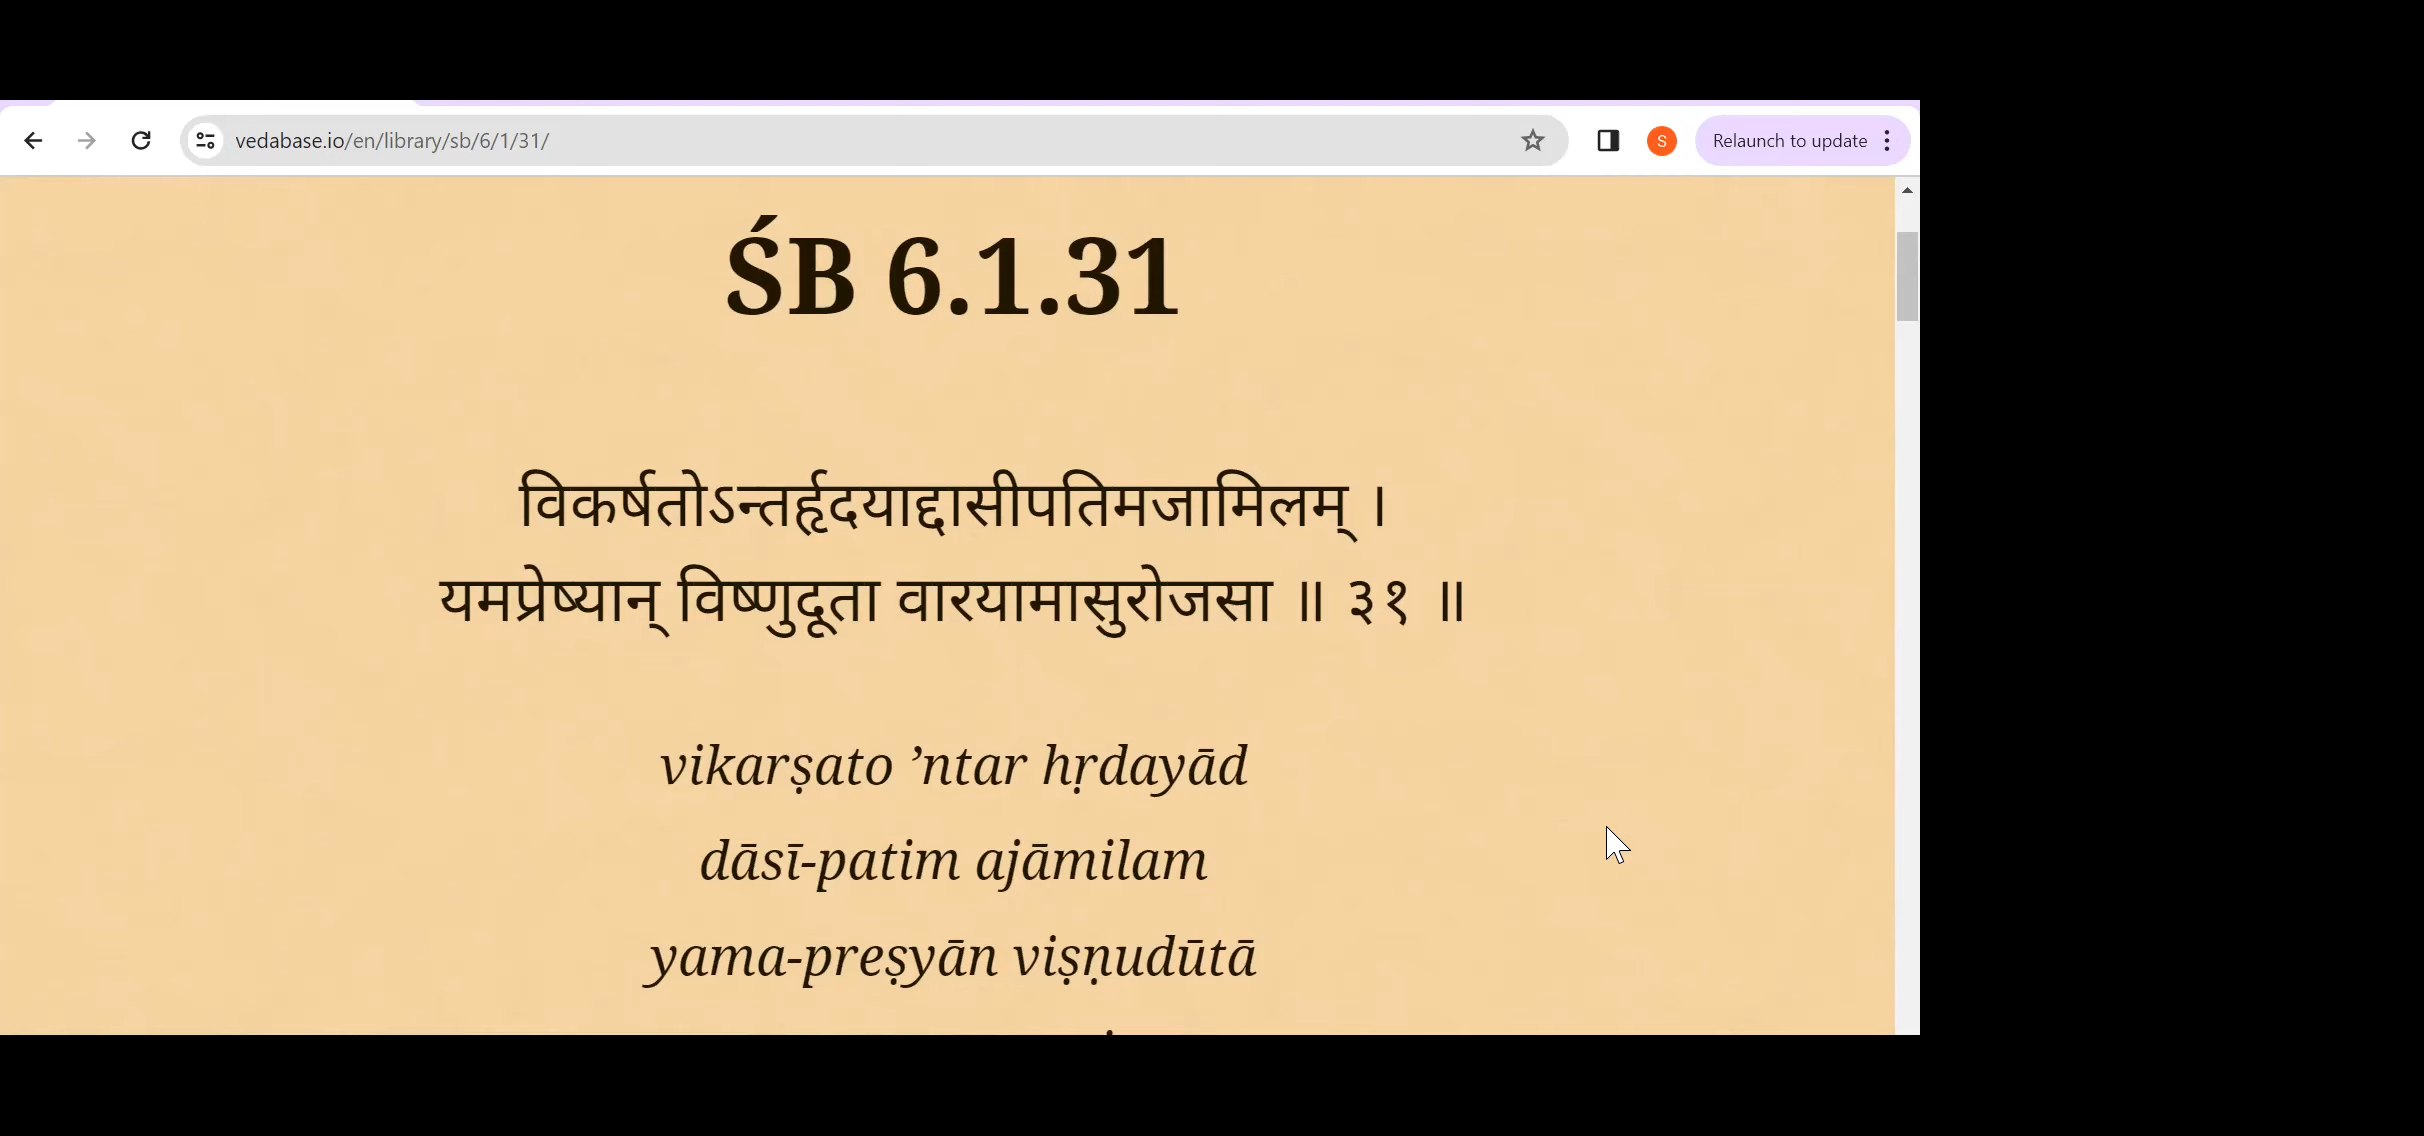 vedabase.io/en/library/sb/6/1/31/
S
Relaunch to update
ŚB 6.1.31
विकर्षतोऽन्तर्हृदयाद्दासीपतिमजामिलम् ।
यमप्रेष्यान् विष्णुदूता वारयामासुरोजसा ॥ ३१ ॥
vikarṣato ’ntar hṛdayād
dāsī-patim ajāmilam
yama-preṣyān viṣṇudūtā